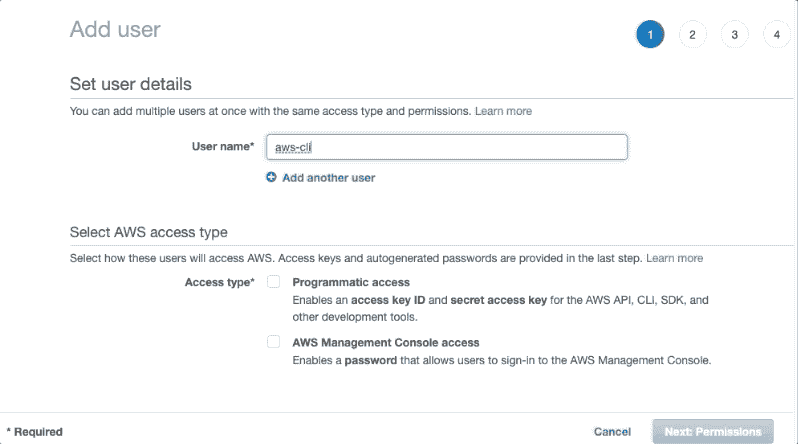 Add user
1 2 3 4
Set user details
You can add multiple users at once with the same access type and permissions. Learn more
User name* aws-cli
Add another user
Select AWS access type
Select how these users will access AWS. Access keys and autogenerated passwords are provided in the last step. Learn more
Access type* Programmatic access
Enables an access key ID and secret access key for the AWS API, CLI, SDK, and
other development tools.
AWS Management Console access
Enables a password that allows users to sign-in to the AWS Management Console.
* Required Cancel Next: Permissions